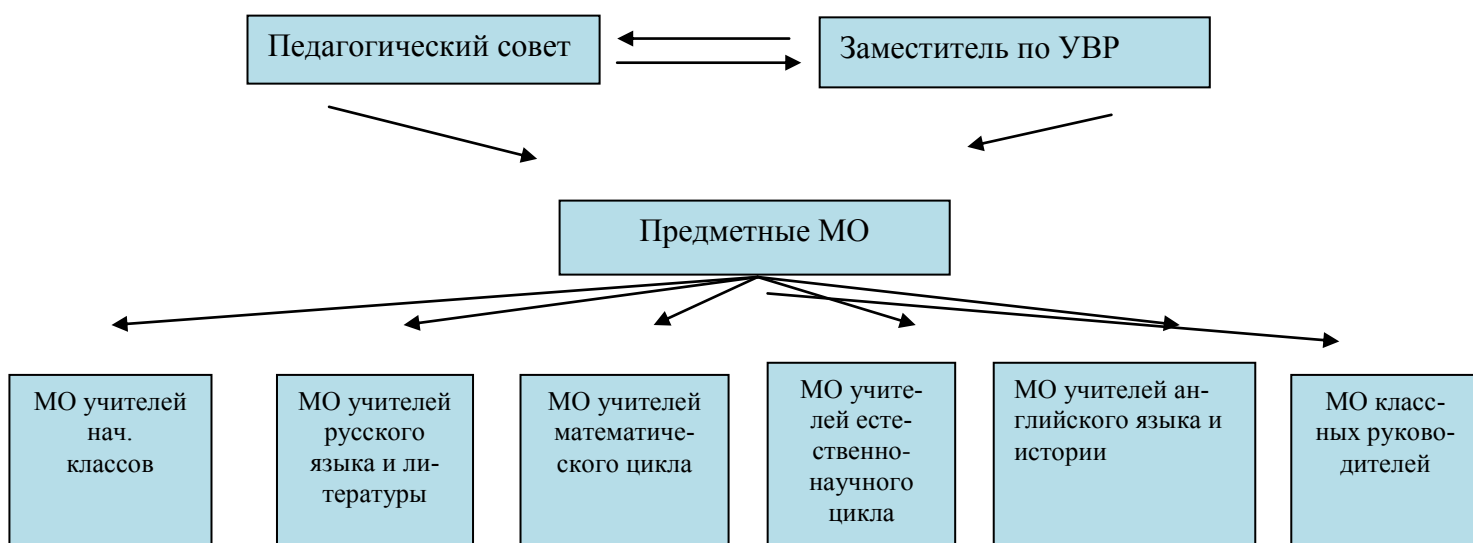 Педагогический совет
Заместитель по УВР
Предметные МО
МО учителей
нач.
классов
МО учителей
русского
языка и ли-
тературы
МО учителей
математиче-
ского цикла
МО учите-
лей есте-
ственно-
научного
цикла
МО учителей ан-
глийского языка и
истории
МО класс-
ных руково-
дителей